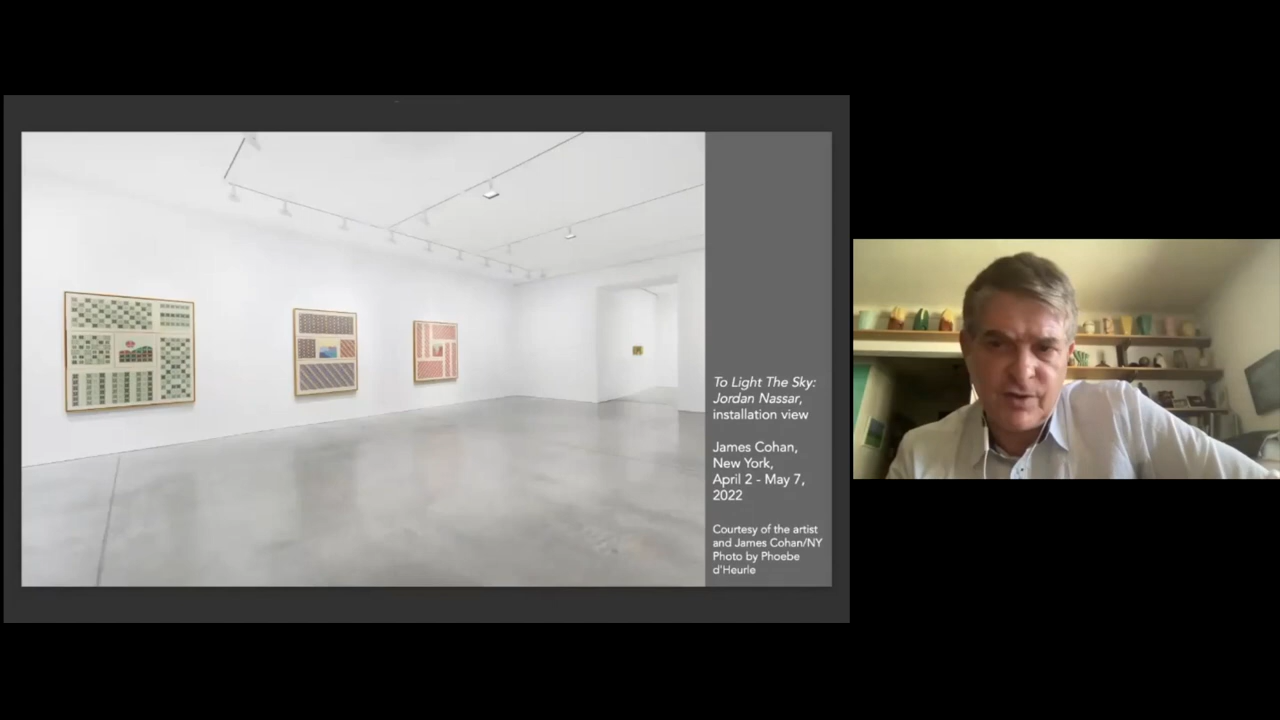 To Light The Sky:
Jordan Nassar,
installation view
James Cohan,
New York,
April 2 - May 7,
2022
Courtesy of the artist
and James Cohan/NY
Photo by Phoebe
d'Heurle